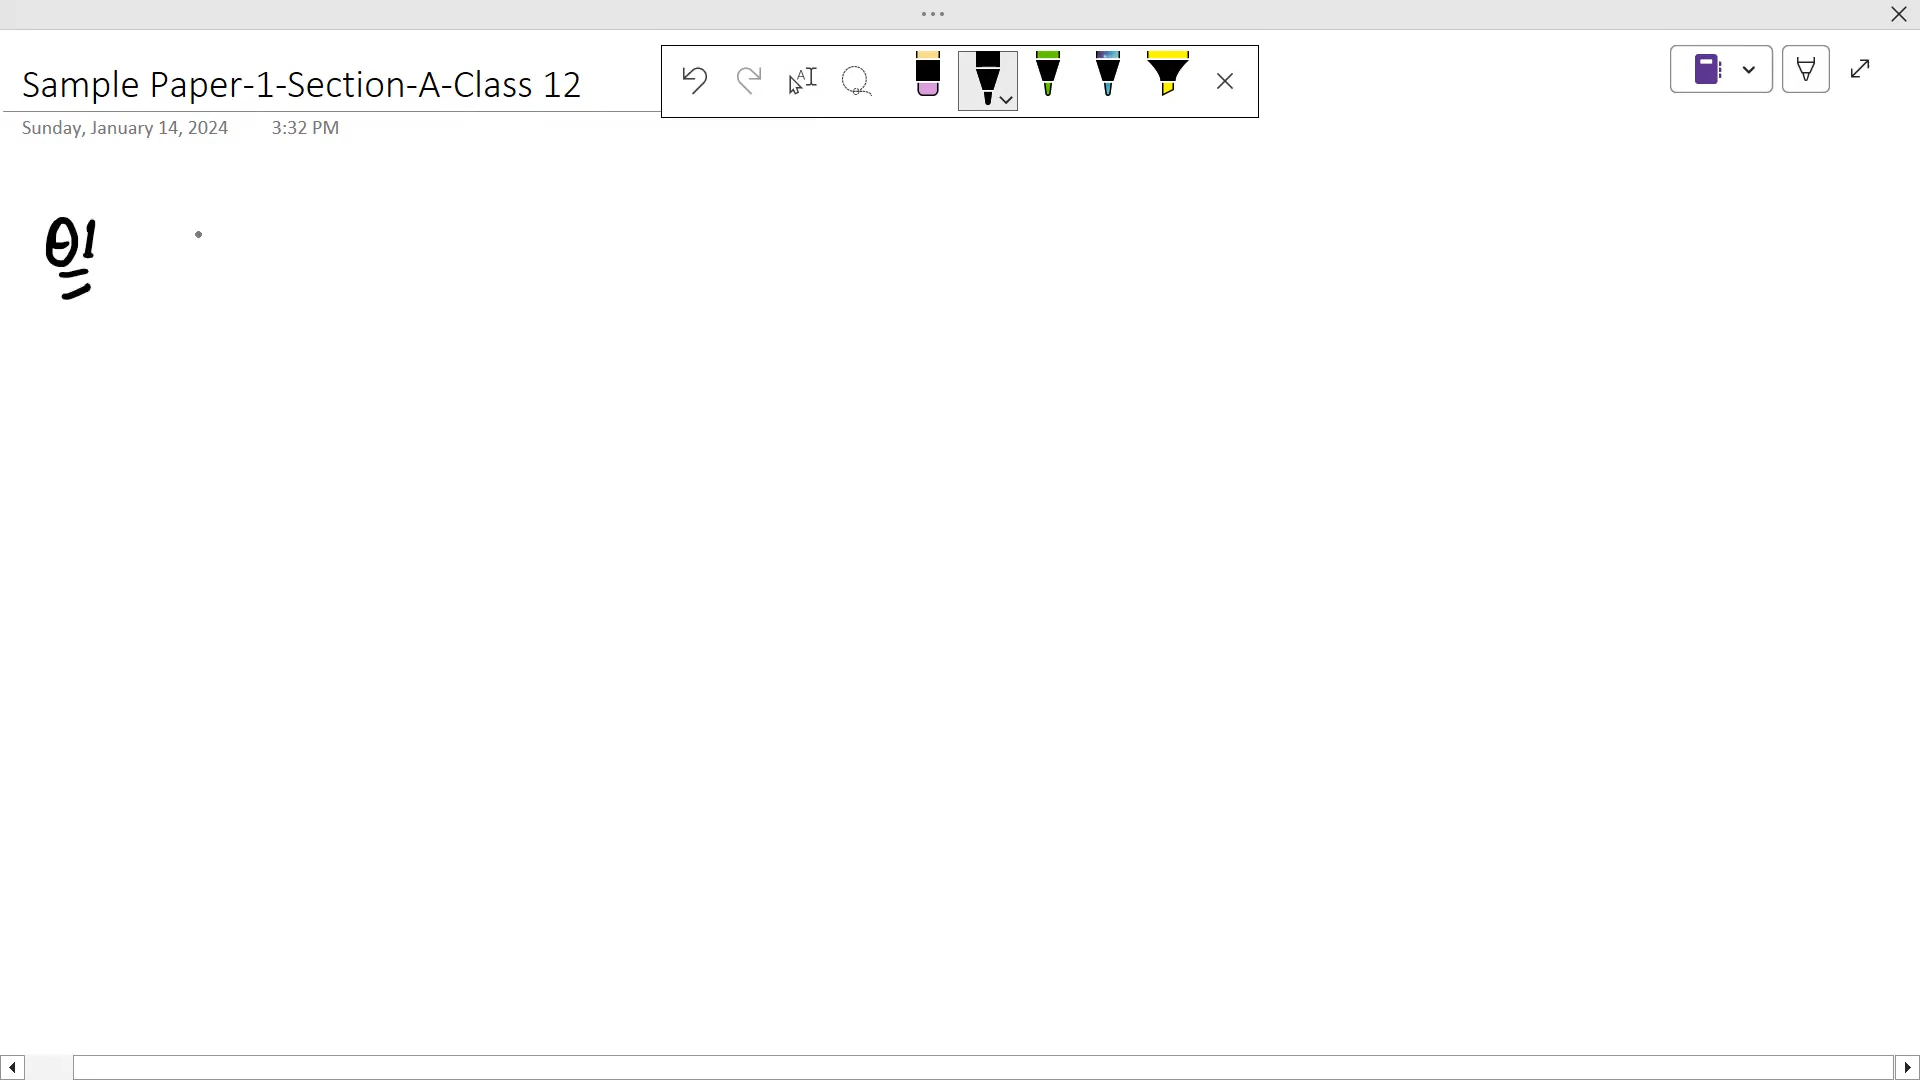 Sample Paper-1-Section-A-Class 12
Sunday, January 14, 2024 3:32 PM
Q1